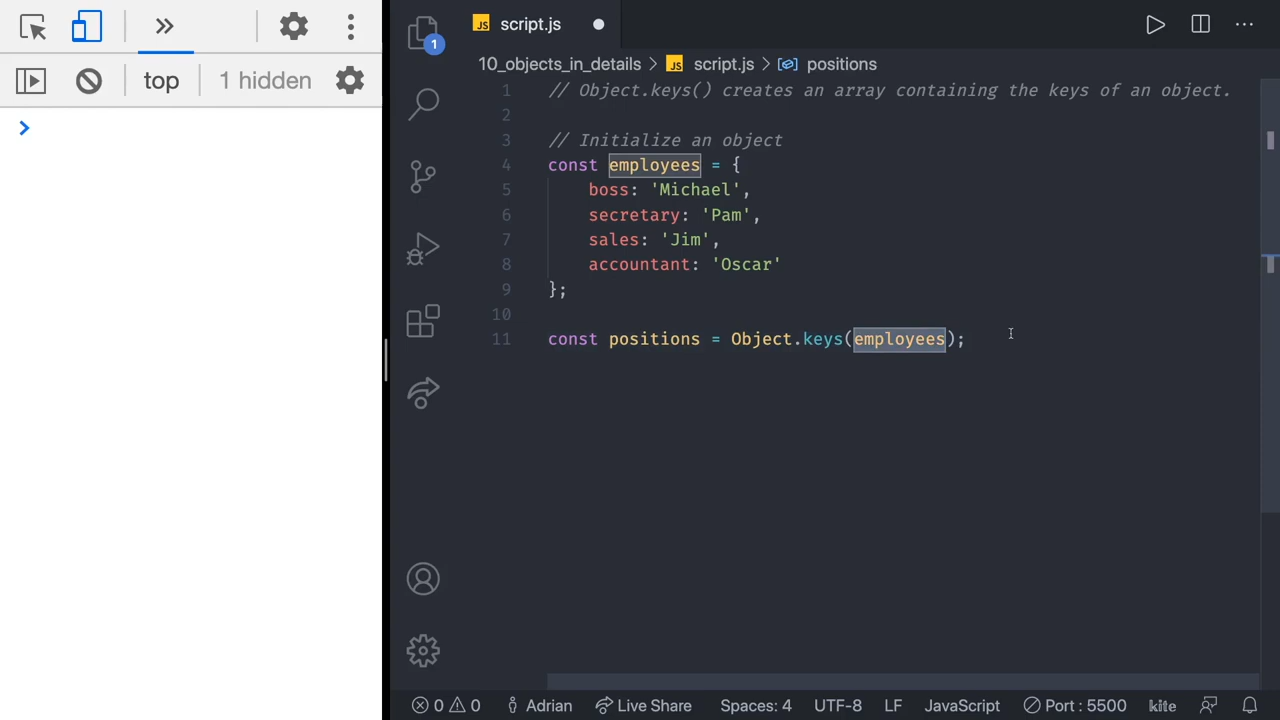 top
1 hidden
1
JS script.js
10_objects_in_details > JS script.js > positions
1 // Object.keys() creates an array containing the keys of an object.
2
3 // Initialize an object
4 const employees = {
5 boss: 'Michael',
6 secretary: 'Pam',
7 sales: 'Jim',
8 accountant: 'Oscar'
9 };
10
11 const positions = Object.keys(employees);
0 0 Adrian Live Share Spaces: 4 UTF-8 LF JavaScript Port : 5500 kite